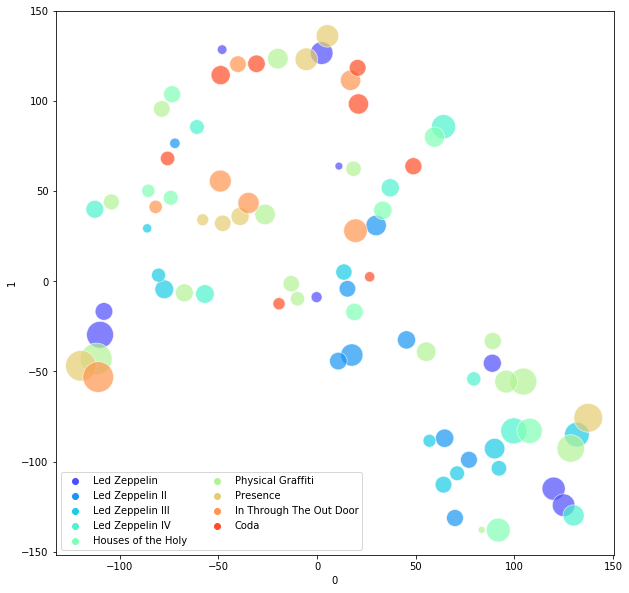 150
100
50
0
−50
−100
−150
1
Led Zeppelin
Led Zeppelin II
Led Zeppelin III
Led Zeppelin IV
Houses of the Holy
Physical Graffiti
Presence
In Through The Out Door
Coda
−100
−50
0
50
100
150
0